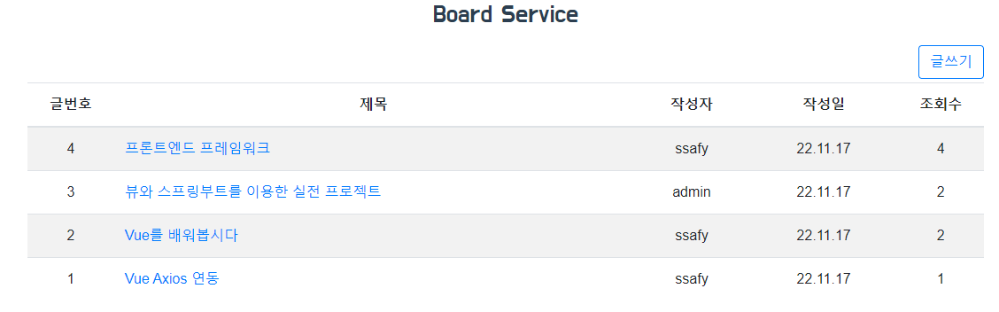 Board Service
글쓰기
글번호 제목 작성자 작성일 조회수
4 프론트엔드 프레임워크 ssafy 22.11.17 4
3 뷰와 스프링부트를 이용한 실전 프로젝트 admin 22.11.17 2
2 Vue를 배워봅시다 ssafy 22.11.17 2
1 Vue Axios 연동 ssafy 22.11.17 1